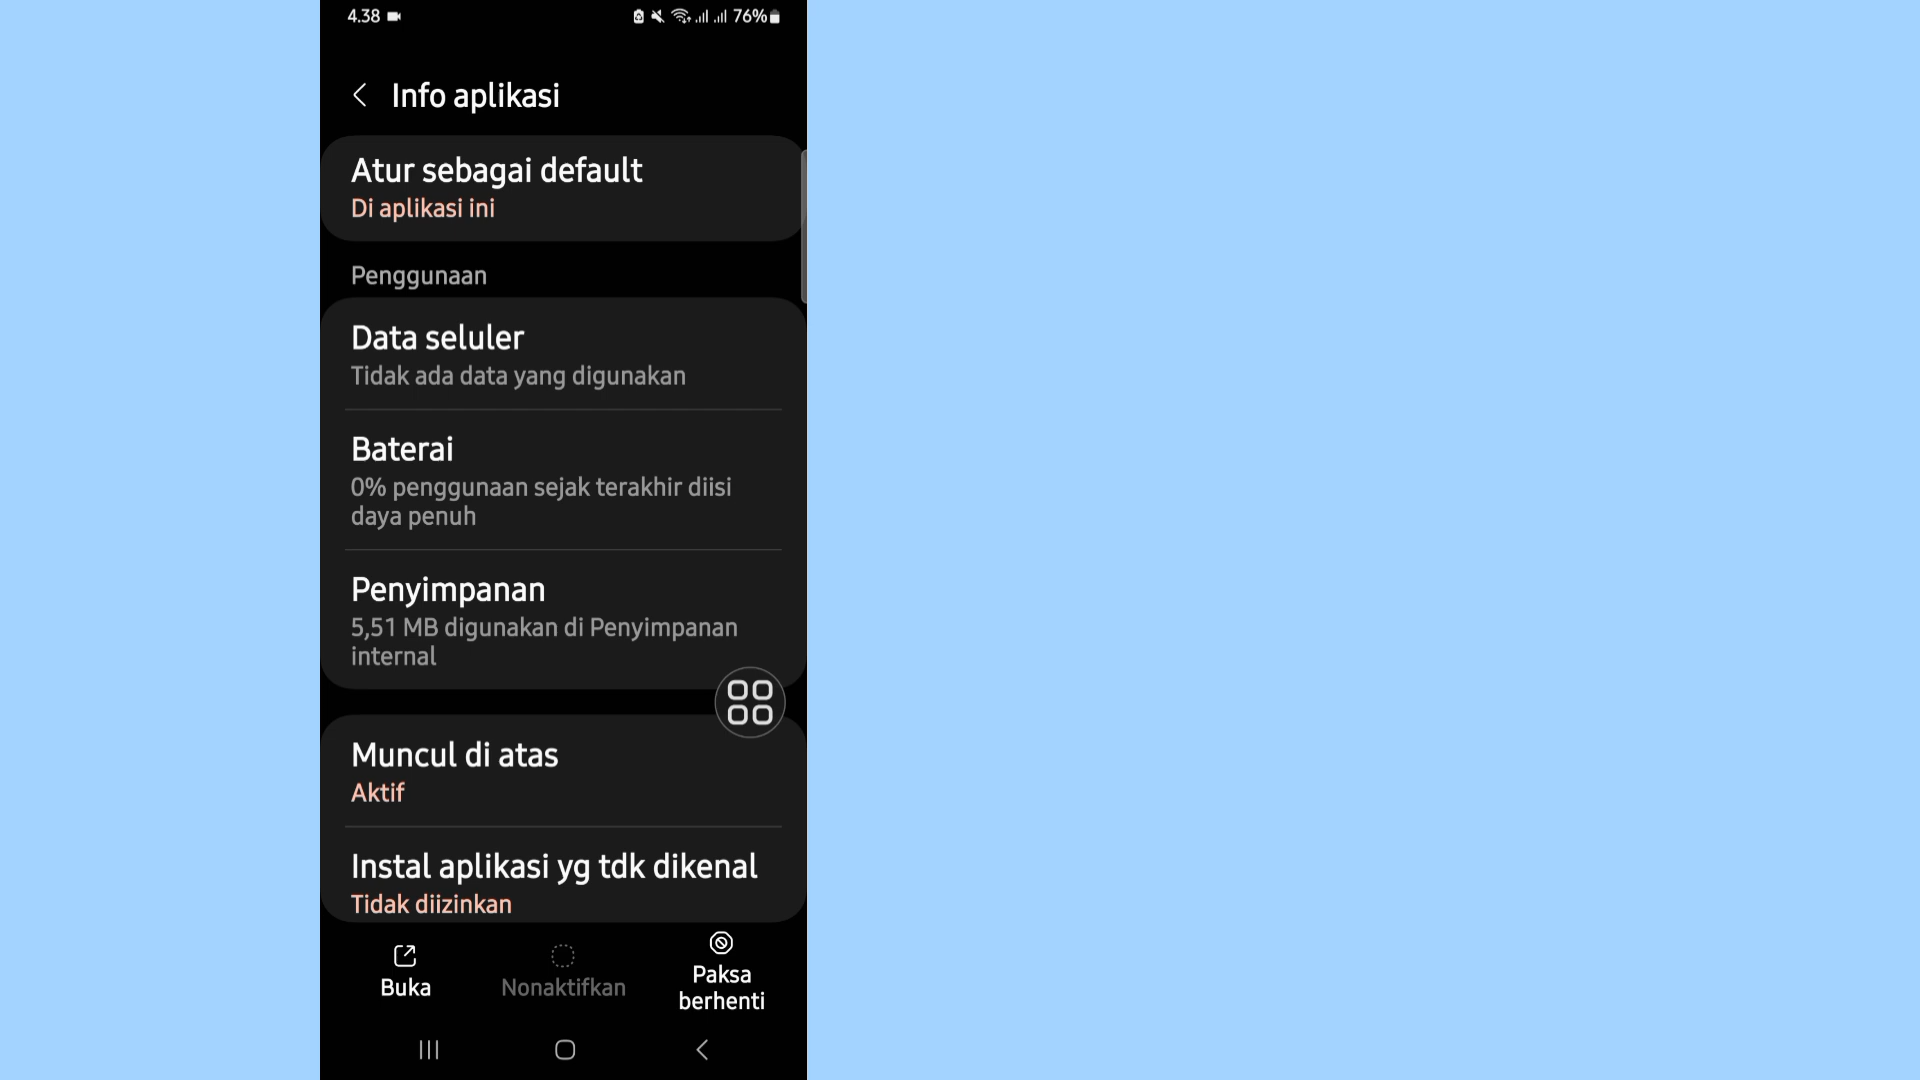 4.38
76%
Info aplikasi
Atur sebagai default
Di aplikasi ini
Penggunaan
Data seluler
Tidak ada data yang digunakan
Baterai
0% penggunaan sejak terakhir diisi
daya penuh
Penyimpanan
5,51 MB digunakan di Penyimpanan
internal
Muncul di atas
Aktif
Instal aplikasi yg tdk dikenal
Tidak diizinkan
Buka
Nonaktifkan
Paksa
berhenti